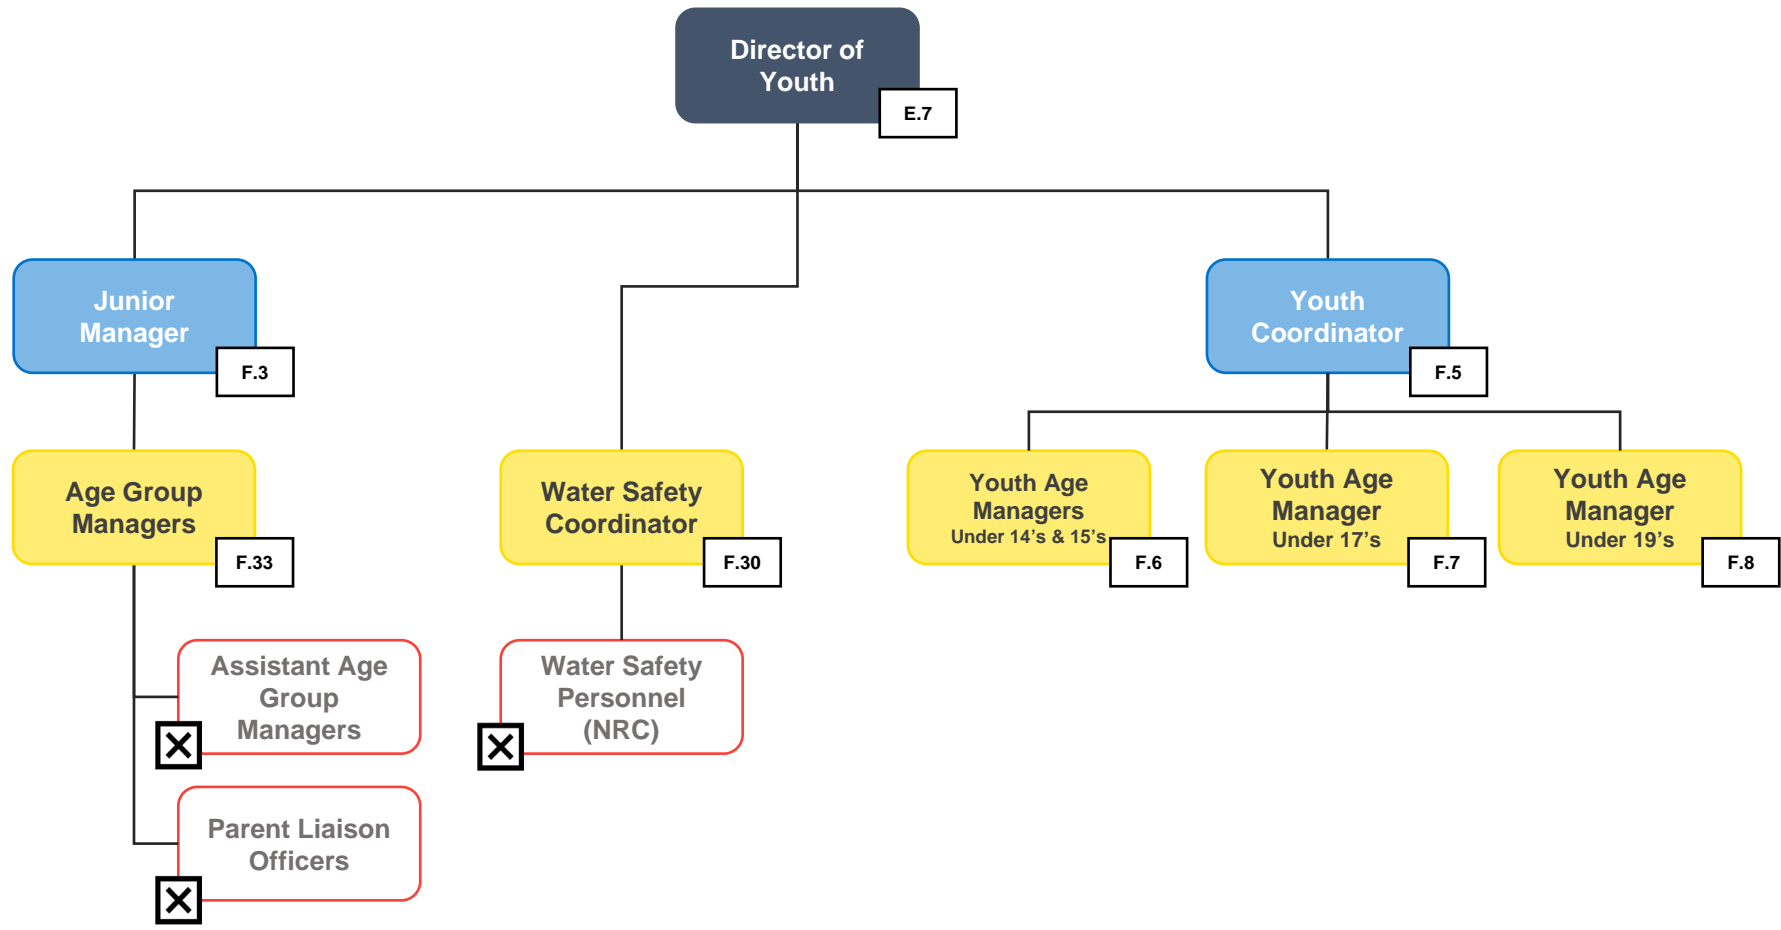 Director of
Youth
E.7
Junior
Manager
F.3
Youth
Coordinator
F.5
Age Group
Managers
F.33
Water Safety
Coordinator
F.30
Youth Age
Managers
Under 14's & 15's
F.6
Youth Age
Manager
Under 17's
F.7
Youth Age
Manager
Under 19's
F.8
Assistant Age
Group
Managers
Water Safety
Personnel
(NRC)
Parent Liaison
Officers